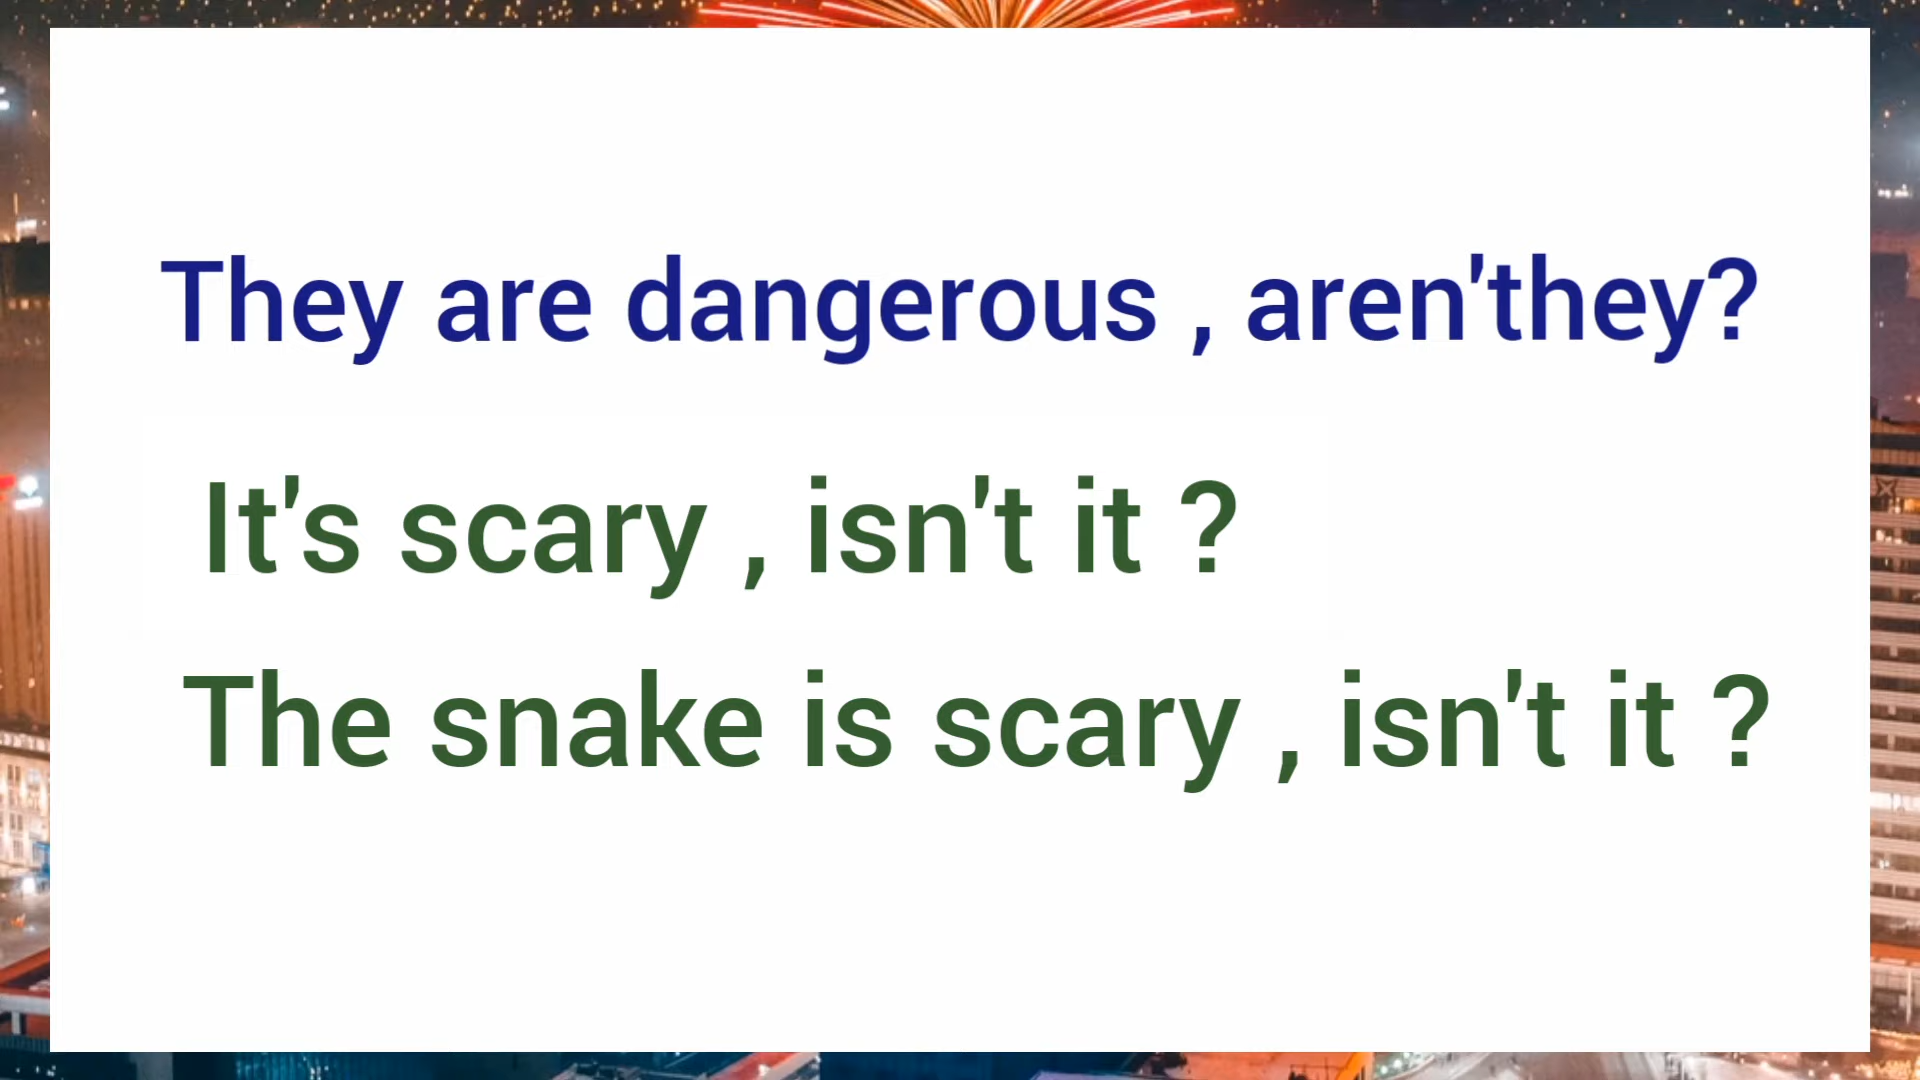 They are dangerous , aren'they?
It's scary , isn't it ?
The snake is scary , isn't it ?